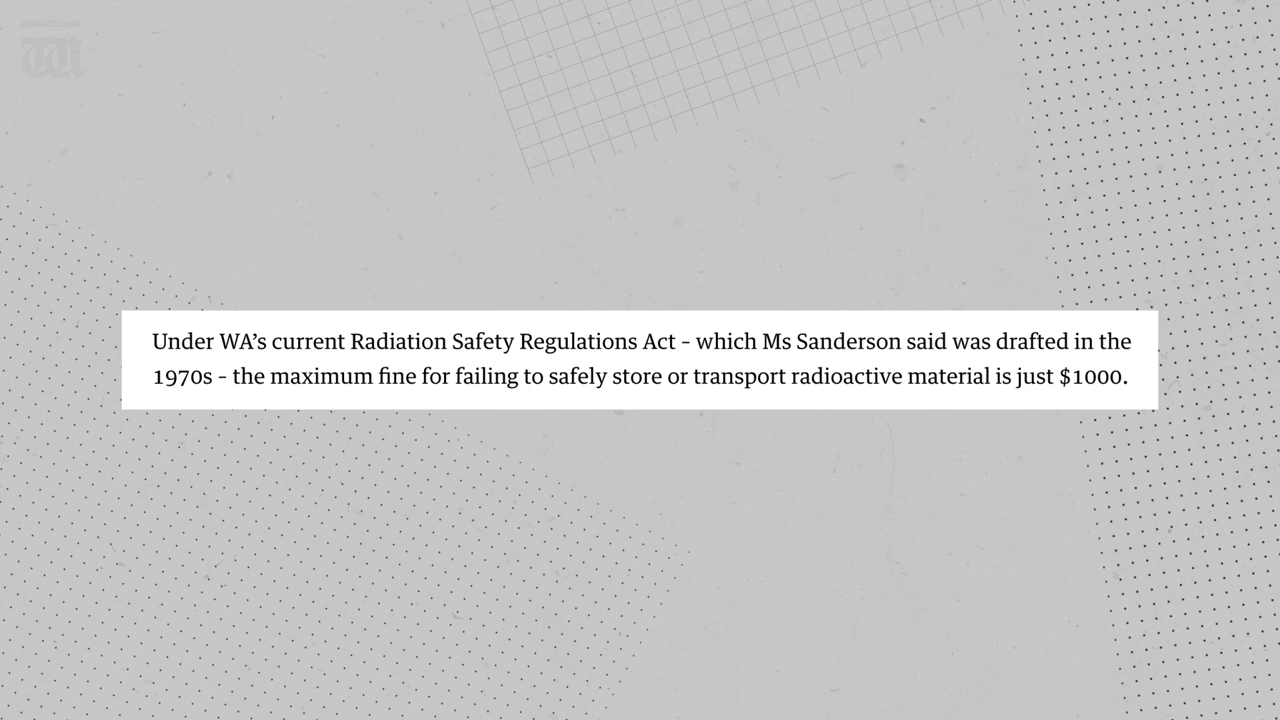 Under WA’s current Radiation Safety Regulations Act – which Ms Sanderson said was drafted in the
1970s – the maximum fine for failing to safely store or transport radioactive material is just $1000.